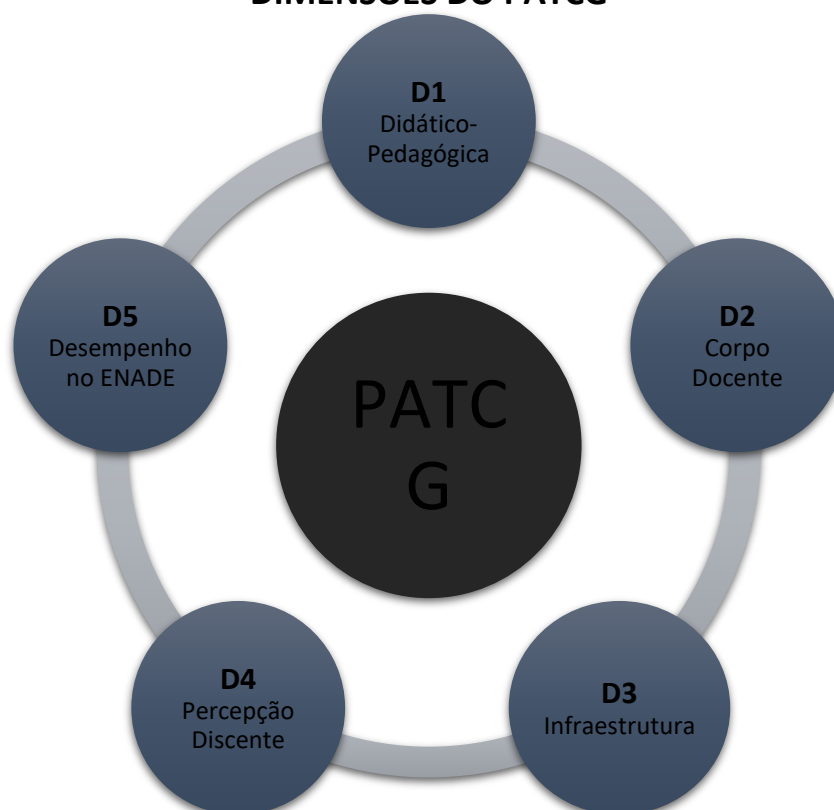 DIMENSÕES DO PATCG
D1
Didático-
Pedagógica
D2
Corpo
Docente
D3
Infraestrutura
D4
Percepção
Discente
D5
Desempenho
no ENADE
PATC
G